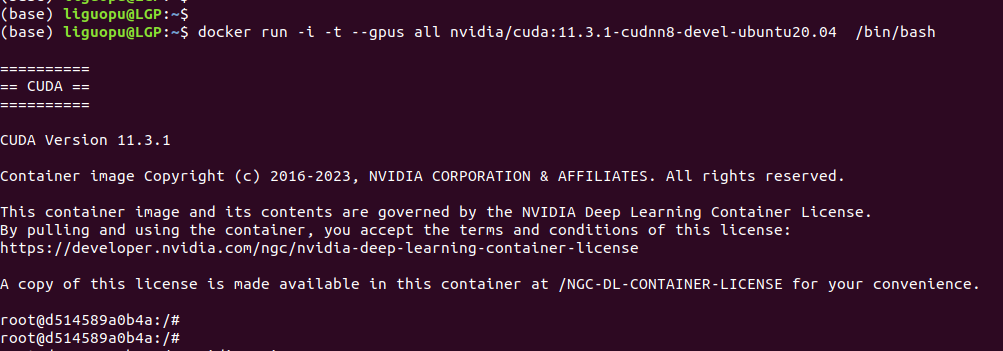 (base) liguopu@LGP:~$
(base) liguopu@LGP:~$
(base) liguopu@LGP:~$ docker run -i -t --gpus all nvidia/cuda:11.3.1-cudnn8-devel-ubuntu20.04  /bin/bash
==========
== CUDA ==
==========
CUDA Version 11.3.1
Container image Copyright (c) 2016-2023, NVIDIA CORPORATION & AFFILIATES. All rights reserved.
This container image and its contents are governed by the NVIDIA Deep Learning Container License.
By pulling and using the container, you accept the terms and conditions of this license:
https://developer.nvidia.com/ngc/nvidia-deep-learning-container-license
A copy of this license is made available in this container at /NGC-DL-CONTAINER-LICENSE for your convenience.
root@d514589a0b4a:/#
root@d514589a0b4a:/#